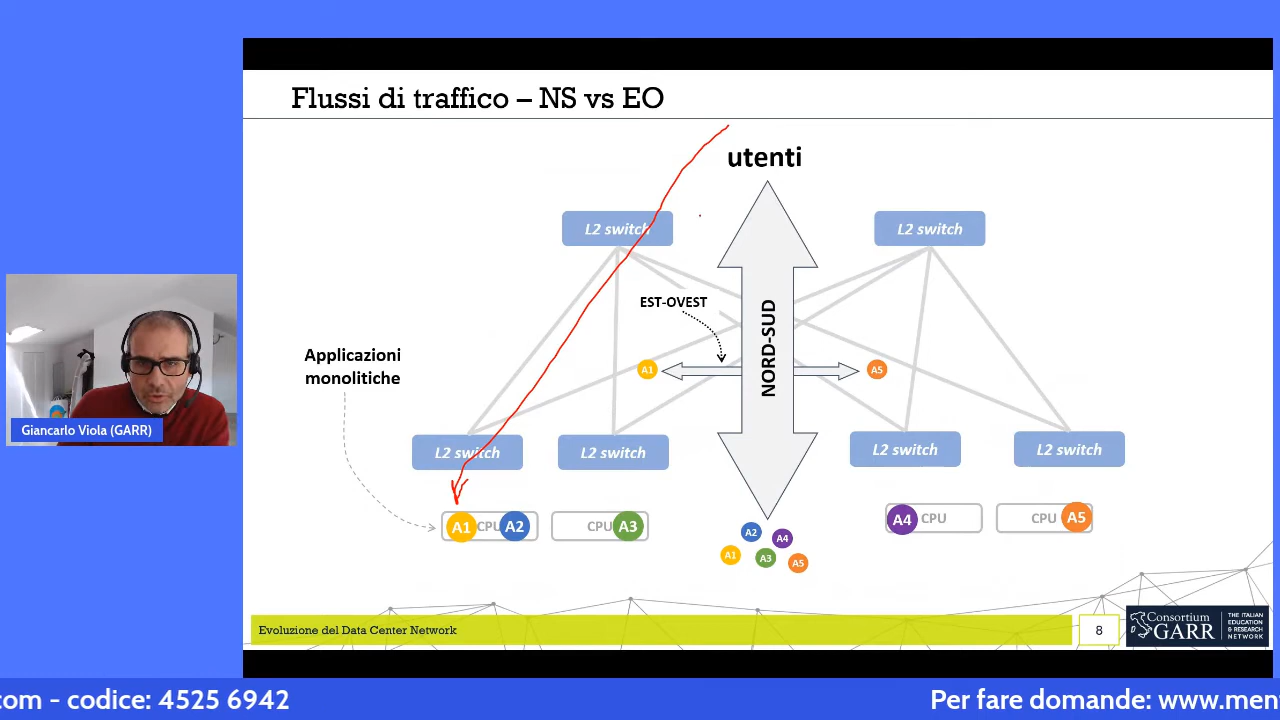 Flussi di traffico – NS vs EO
utenti
L2 switch
L2 switch
EST-OVEST
NORD-SUD
Applicazioni
monolitiche
A1
A5
L2 switch
L2 switch
L2 switch
L2 switch
A1 CPU A2
CPU A3
A4 CPU
CPU A5
A2
A4
A1
A3
A5
Giancarlo Viola (GARR)
Evoluzione del Data Center Network
8
Consortium
GARR
THE ITALIAN
EDUCATION
& RESEARCH
NETWORK
com - codice: 4525 6942
Per fare domande: www.men